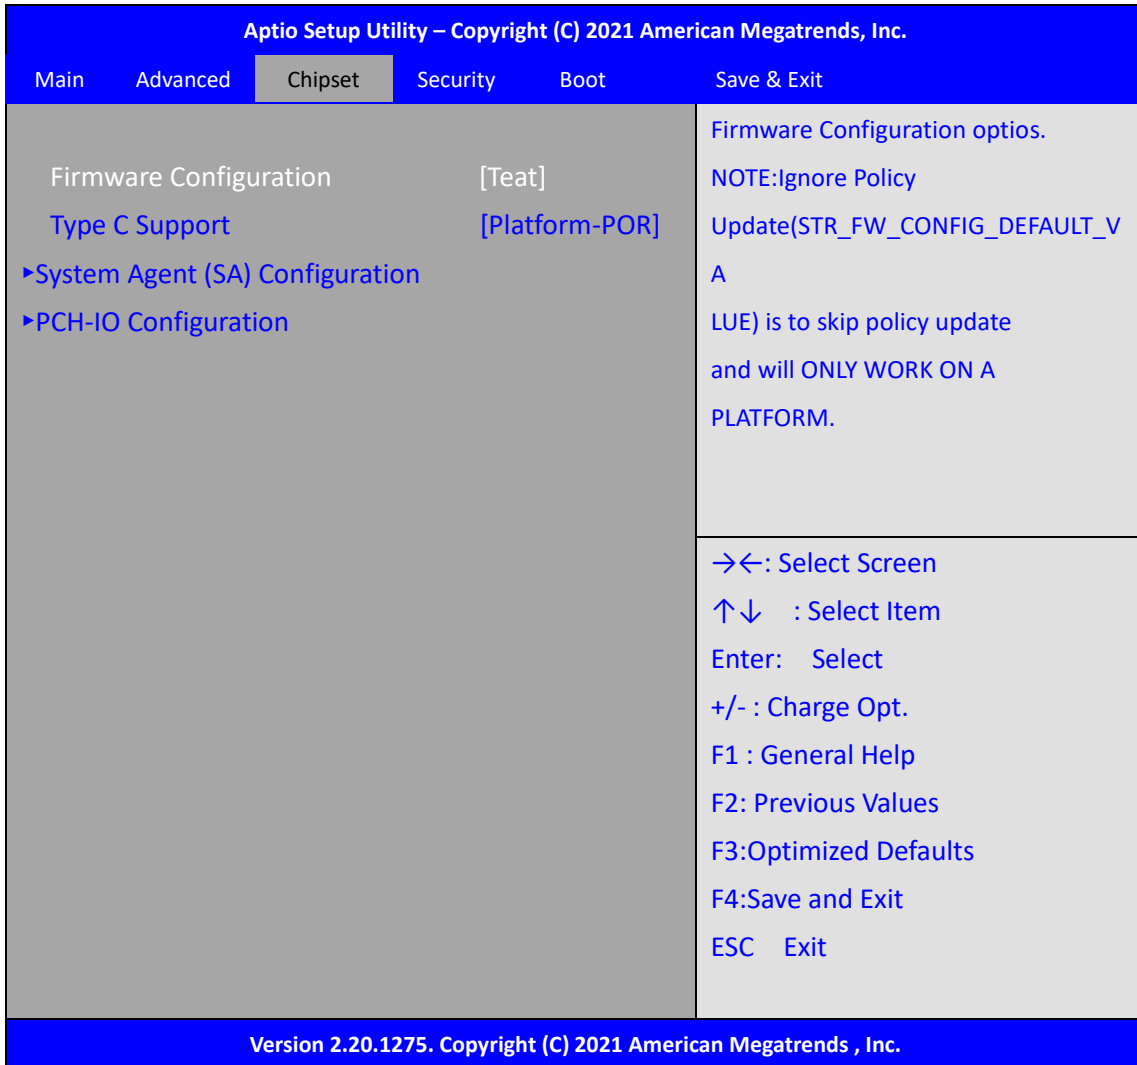 Aptio Setup Utility – Copyright (C) 2021 American Megatrends, Inc.
Main Advanced Chipset Security Boot Save & Exit
Firmware Configuration [Teat]
Type C Support [Platform-POR]
▸System Agent (SA) Configuration
▸PCH-IO Configuration
Firmware Configuration optios.
NOTE:Ignore Policy
Update(STR_FW_CONFIG_DEFAULT_V
A
LUE) is to skip policy update
and will ONLY WORK ON A
PLATFORM.
→←: Select Screen
↑↓ : Select Item
Enter: Select
+/- : Charge Opt.
F1 : General Help
F2: Previous Values
F3:Optimized Defaults
F4:Save and Exit
ESC Exit
Version 2.20.1275. Copyright (C) 2021 American Megatrends , Inc.